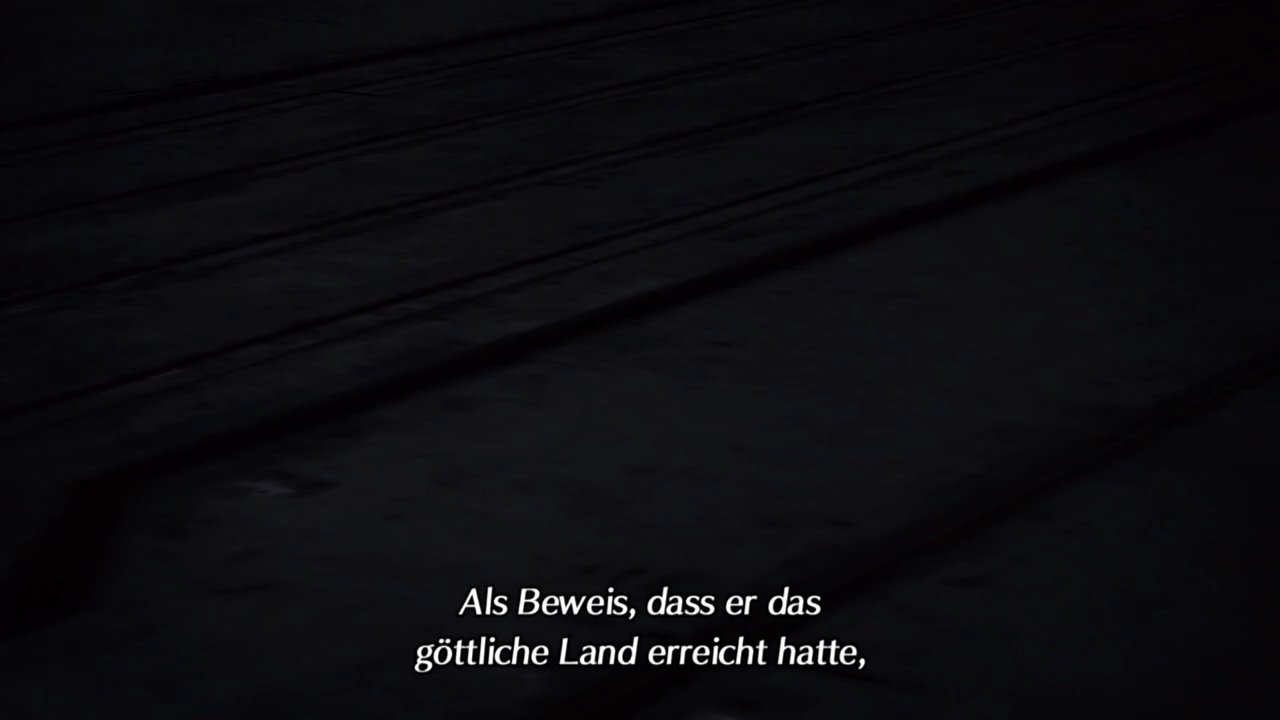 Als Beweis, dass er das
göttliche Land erreicht hatte,